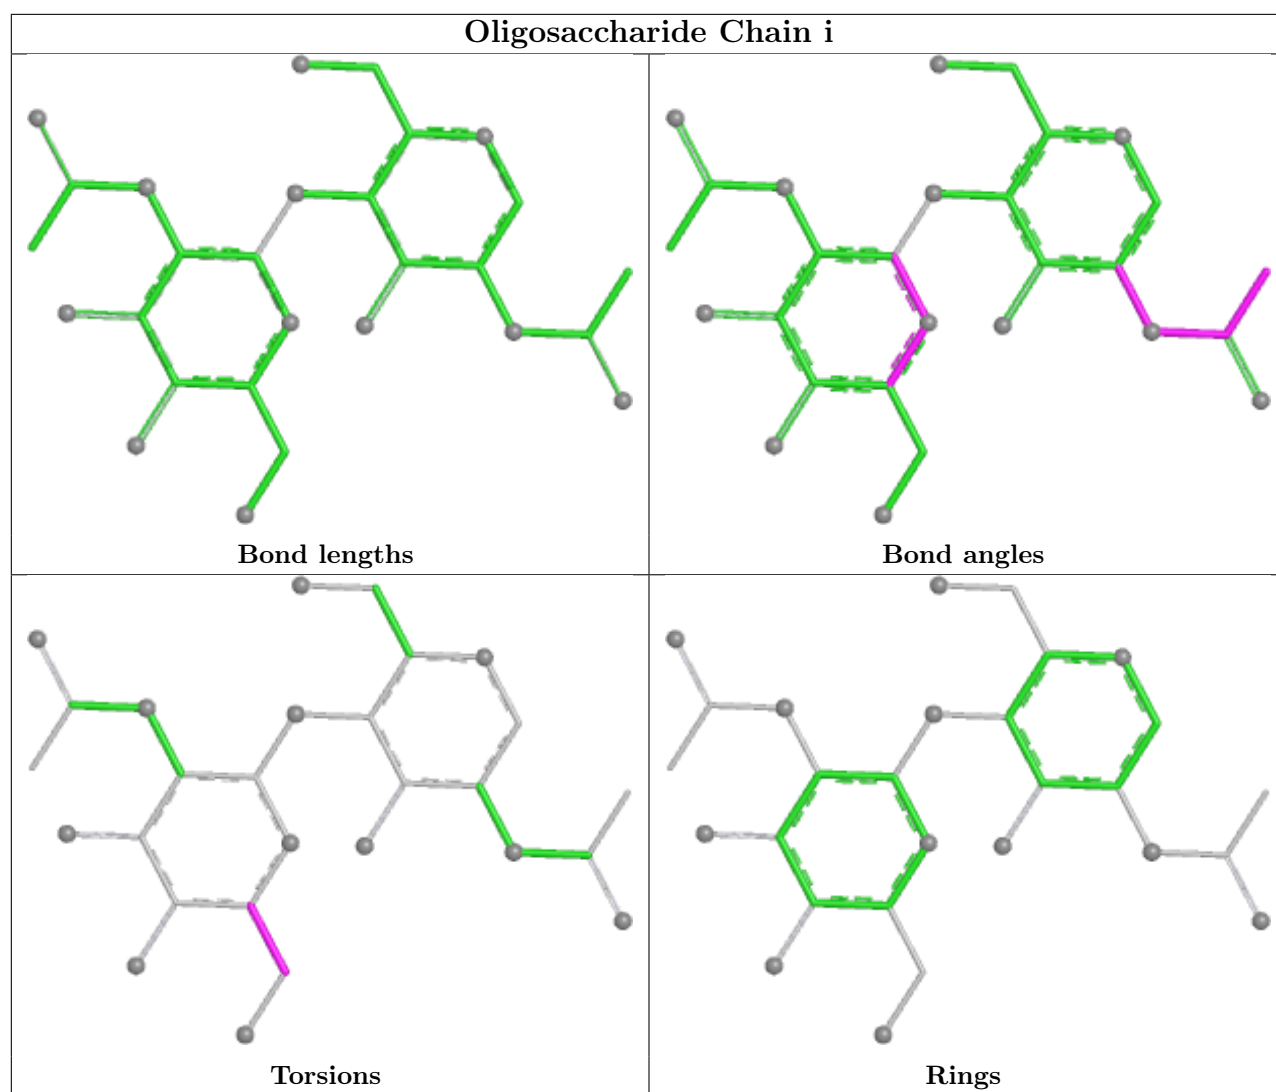 Oligosaccharide Chain i
Bond lengths
Bond angles
Torsions
Rings